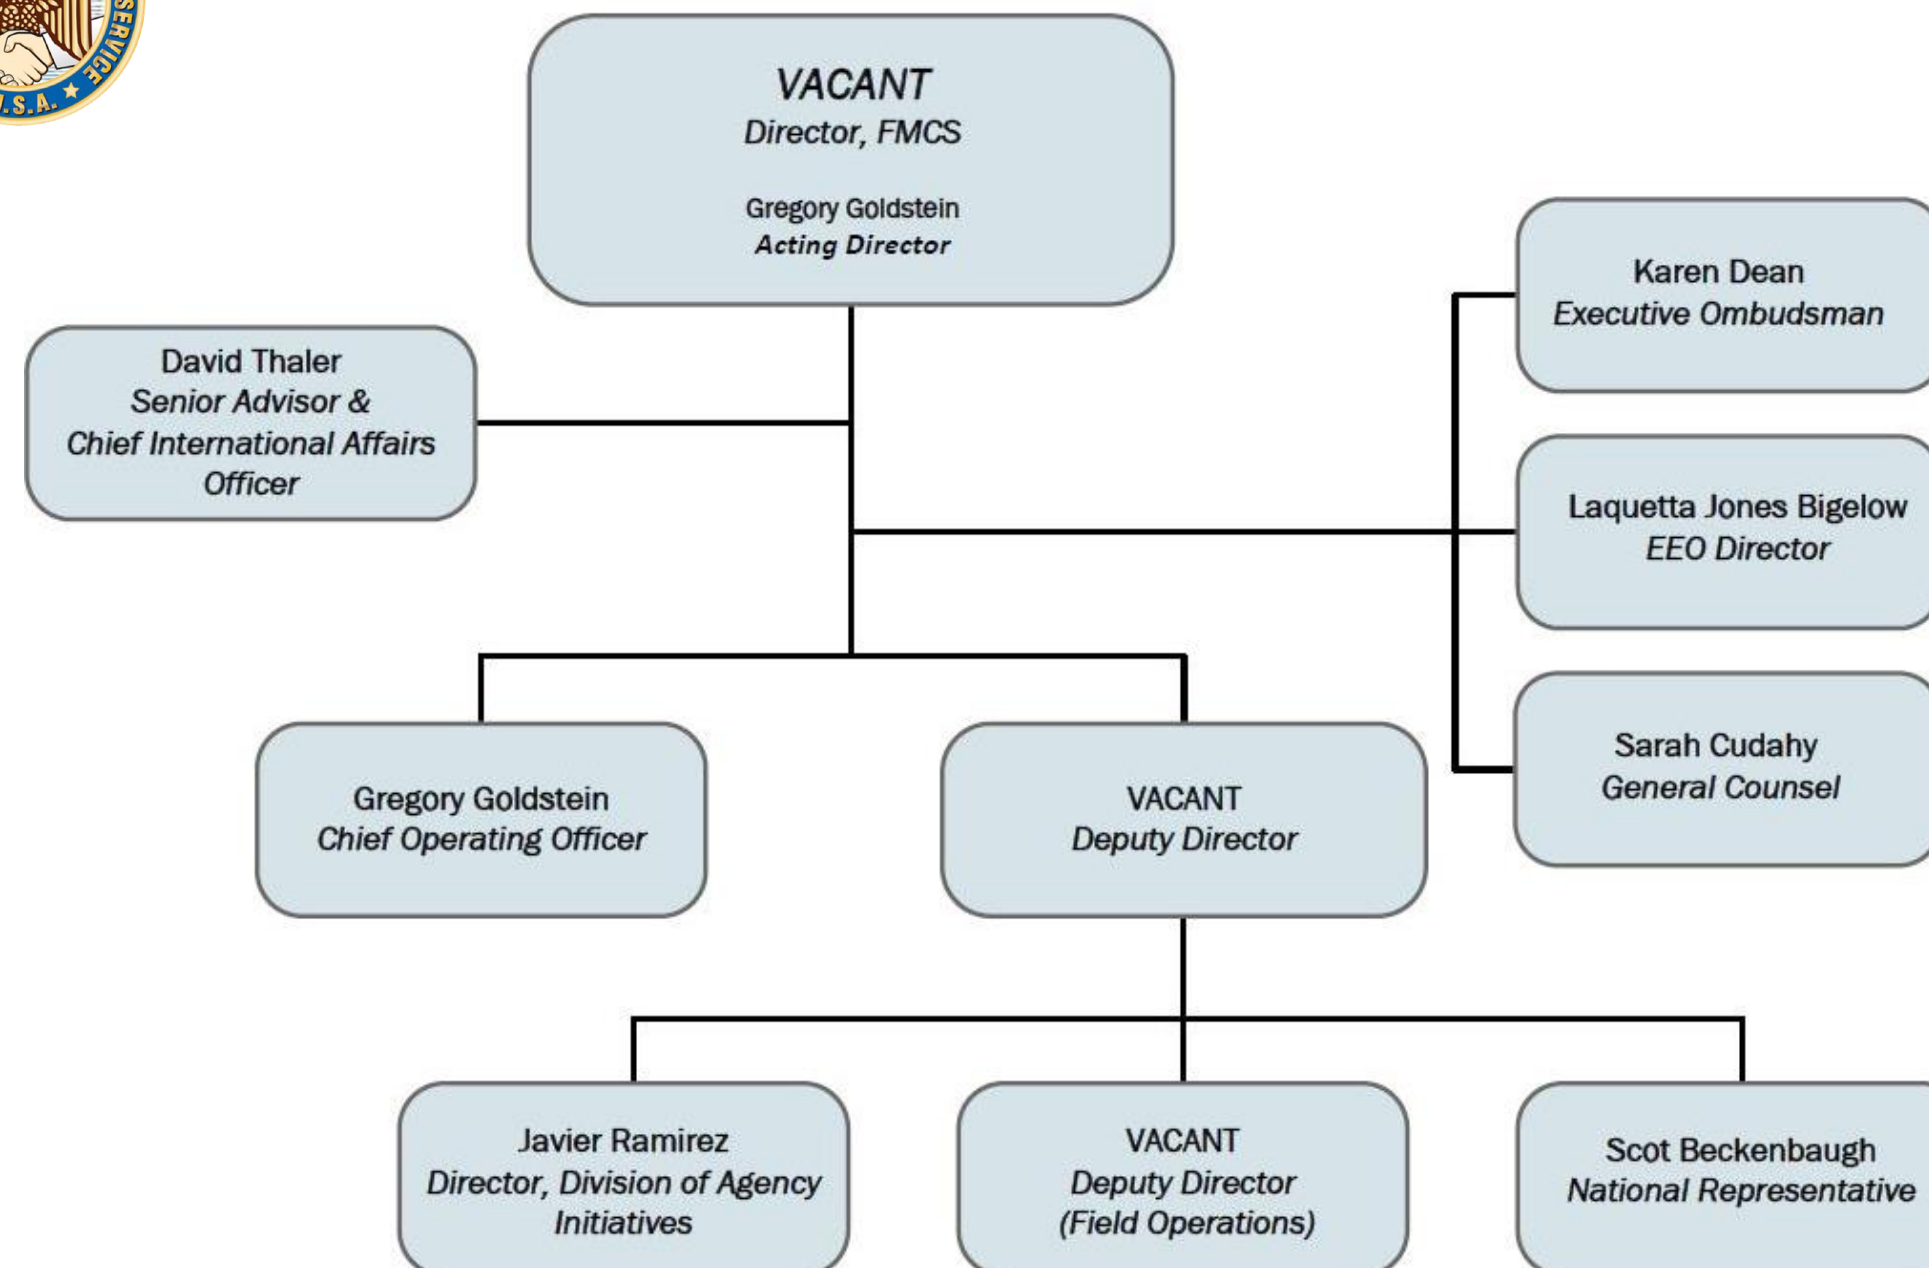 SERVICE
U.S.A.
VACANT
Director, FMCS
Gregory Goldstein
Acting Director
David Thaler
Senior Advisor &
Chief International Affairs
Officer
Karen Dean
Executive Ombudsman
Laquetta Jones Bigelow
EEO Director
Sarah Cudahy
General Counsel
Gregory Goldstein
Chief Operating Officer
VACANT
Deputy Director
Javier Ramirez
Director, Division of Agency
Initiatives
VACANT
Deputy Director
(Field Operations)
Scot Beckenbaugh
National Representative